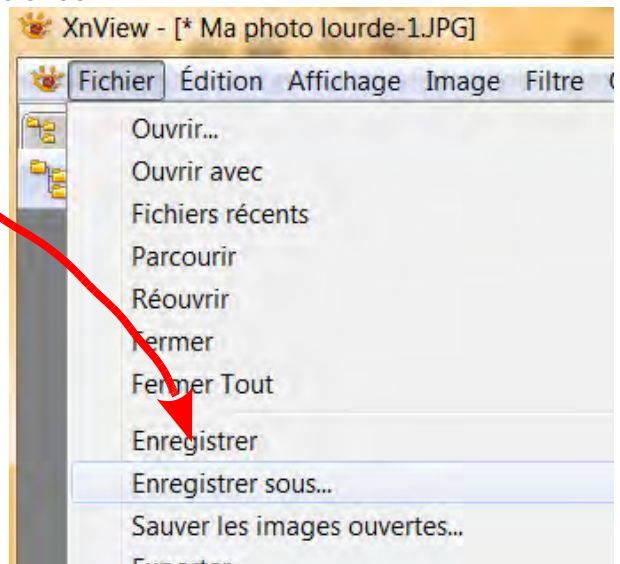 XnView - [* Ma photo lourde-1.JPG]
Fichier Édition Affichage Image Filtre
Ouvrir...
Ouvrir avec
Fichiers récents
Parcourir
Réouvrir
Fermer
Fermer Tout
Enregistrer
Enregistrer sous...
Sauver les images ouvertes...